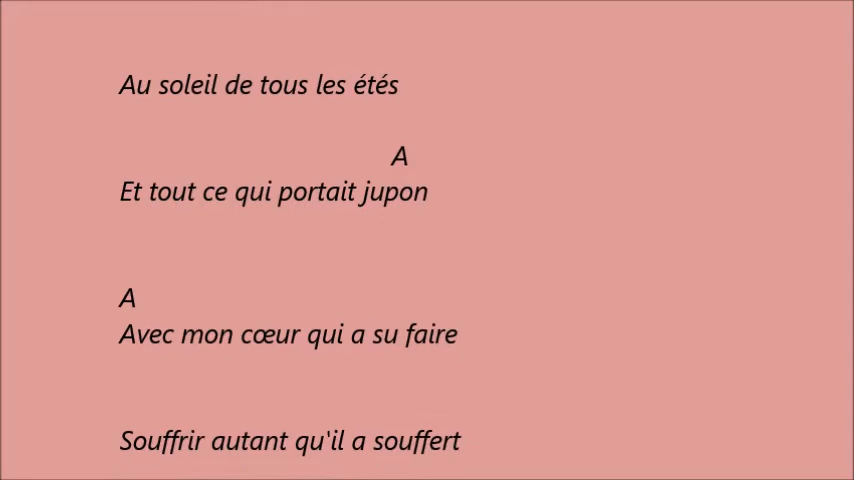 Au soleil de tous les étés
A
Et tout ce qui portait jupon
A
Avec mon cœur qui a su faire
Souffrir autant qu'il a souffert